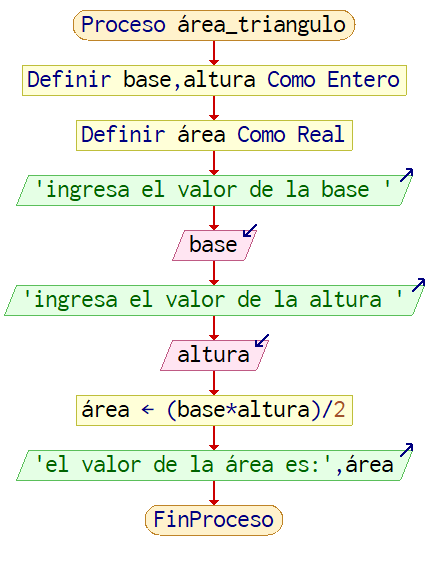 Proceso área_triangulo
Definir base,altura Como Entero
Definir área Como Real
'ingresa el valor de la base '
base
'ingresa el valor de la altura '
altura
área ← (base*altura)/2
'el valor de la área es:',área
FinProceso